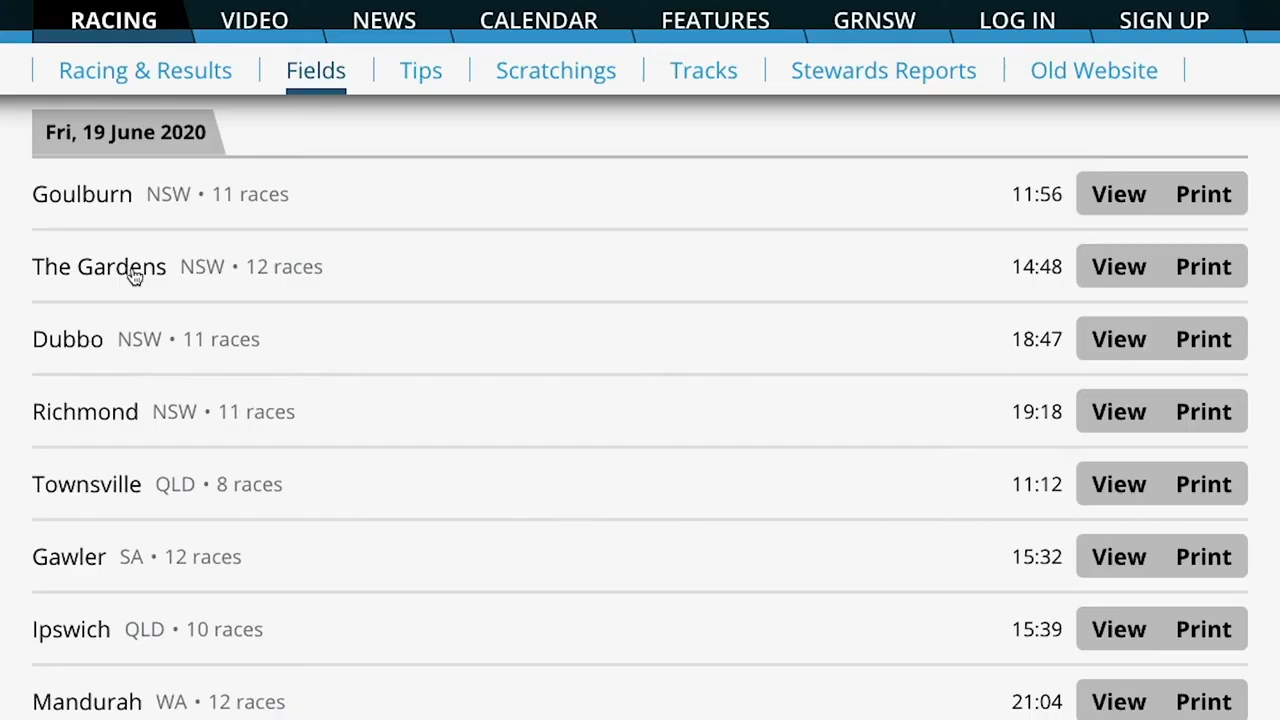 RACING VIDEO NEWS CALENDAR FEATURES GRNSW LOG IN SIGN UP
Racing & Results Fields Tips Scratchings Tracks Stewards Reports Old Website
Fri, 19 June 2020
Goulburn NSW • 11 races 11:56 View Print
The Gardens NSW • 12 races 14:48 View Print
Dubbo NSW • 11 races 18:47 View Print
Richmond NSW • 11 races 19:18 View Print
Townsville QLD • 8 races 11:12 View Print
Gawler SA • 12 races 15:32 View Print
Ipswich QLD • 10 races 15:39 View Print
Mandurah WA • 12 races 21:04 View Print